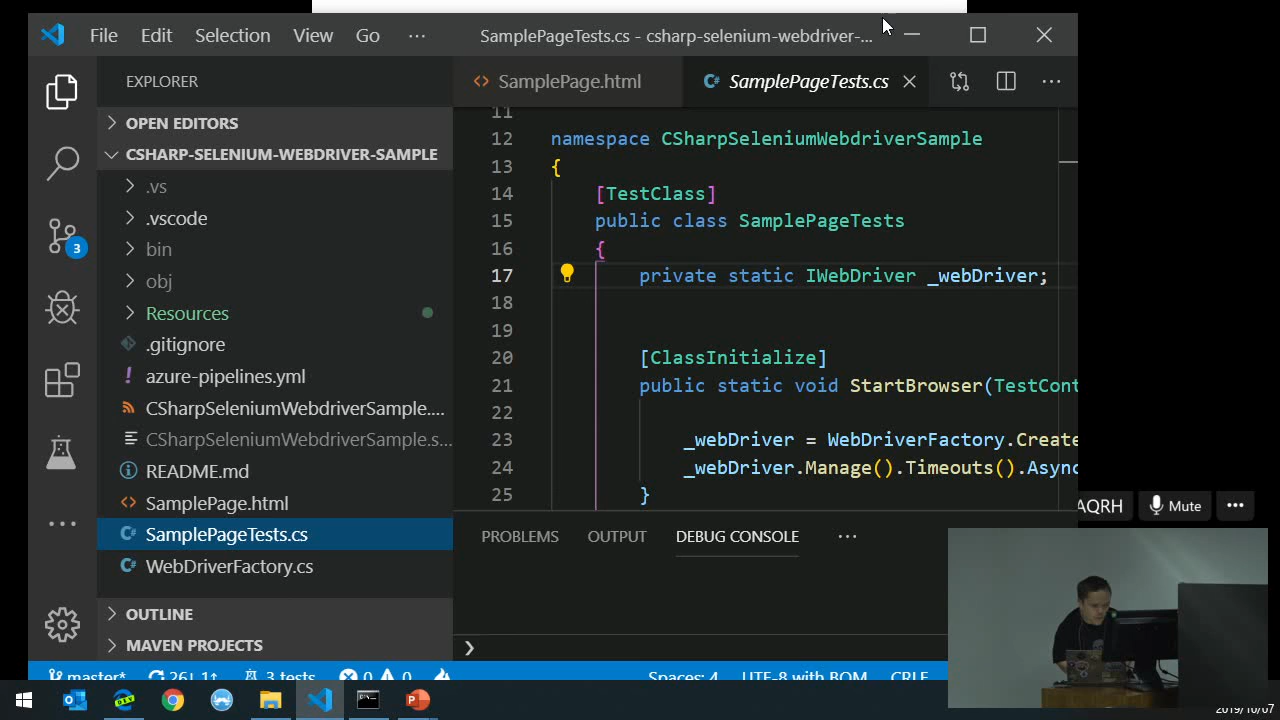 File Edit Selection View Go ··· SamplePageTests.cs - csharp-selenium-webdriver-...
EXPLORER
OPEN EDITORS
CSHARP-SELENIUM-WEBDRIVER-SAMPLE
.vs
.vscode
bin
obj
Resources
.gitignore
azure-pipelines.yml
CSharpSeleniumWebdriverSample....
CSharpSeleniumWebdriverSample.s...
README.md
SamplePage.html
SamplePageTests.cs
WebDriverFactory.cs
OUTLINE
MAVEN PROJECTS
3
SamplePage.html SamplePageTests.cs
11
12 namespace CSharpSeleniumWebdriverSample
13 {
14 [TestClass]
15 public class SamplePageTests
16 {
17 private static IWebDriver _webDriver;
18
19
20 [ClassInitialize]
21 public static void StartBrowser(TestCont
22
23 _webDriver = WebDriverFactory.Create
24 _webDriver.Manage().Timeouts().Async
25 }
PROBLEMS OUTPUT DEBUG CONSOLE ···
❯
master* 26↓ 1↑ 3 tests 0 0 Spaces: 4 UTF-8 with BOM CRLF
AQRH Mute ···
2019/10/07